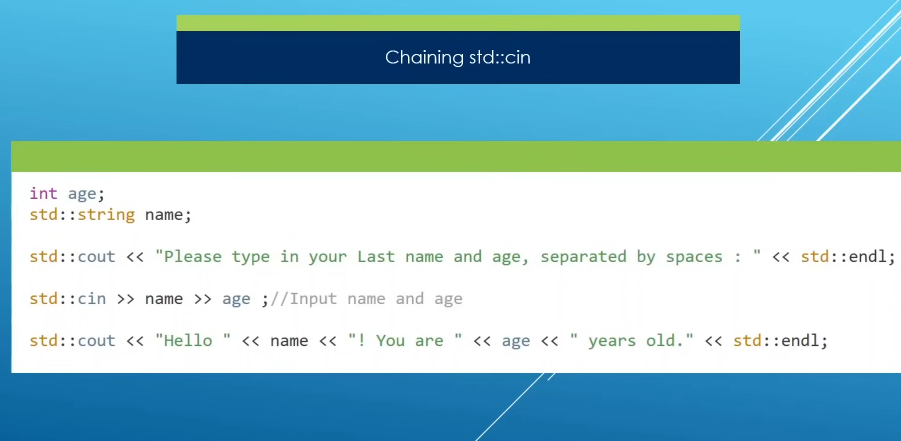 Chaining std::cin
int age;
std::string name;
std::cout << "Please type in your Last name and age, separated by spaces : " << std::endl;
std::cin >> name >> age ;//Input name and age
std::cout << "Hello " << name << "! You are " << age << " years old." << std::endl;